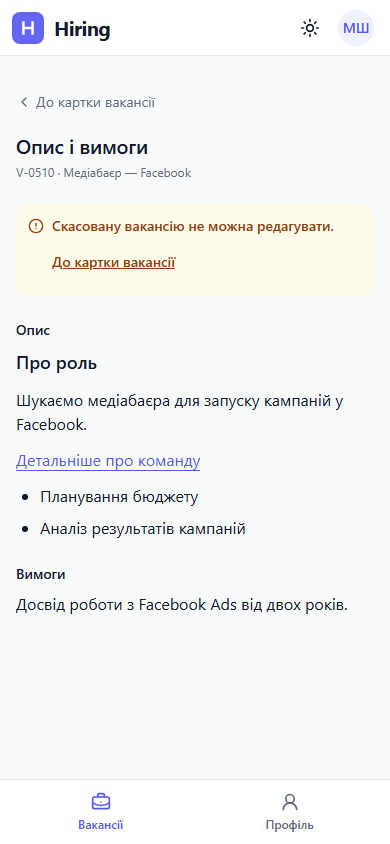 H Hiring
МШ
До картки вакансії
Опис і вимоги
V-0510 · Медіабаєр — Facebook
Скасовану вакансію не можна редагувати.
До картки вакансії
Опис
Про роль
Шукаємо медіабаєра для запуску кампаній у
Facebook.
Детальніше про команду
• Планування бюджету
• Аналіз результатів кампаній
Вимоги
Досвід роботи з Facebook Ads від двох років.
Вакансії
Профіль